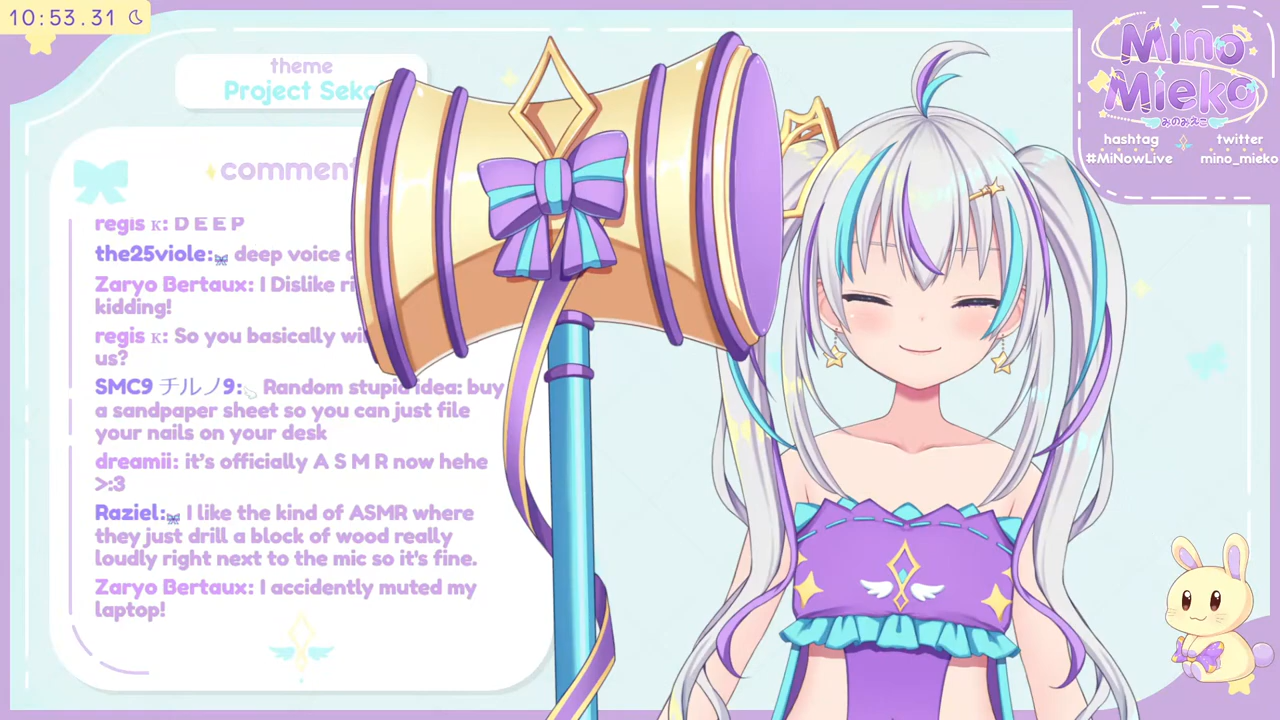 10:53.31
theme
Project Seka
comment
regis к: D E E P
the25viole: deep voice
Zaryo Bertaux: I Dislike
kidding!
regis к: So you basically
us?
SMC9 チルノ9: Random stupid idea: buy
a sandpaper sheet so you can just file
your nails on your desk
dreamii: it's officially A S M R now hehe
>:3
Raziel: I like the kind of ASMR where
they just drill a block of wood really
loudly right next to the mic so it's fine.
Zaryo Bertaux: I accidently muted my
laptop!
Mino
Mieko
みのみえこ
hashtag twitter
#MiNowLive mino_mieko